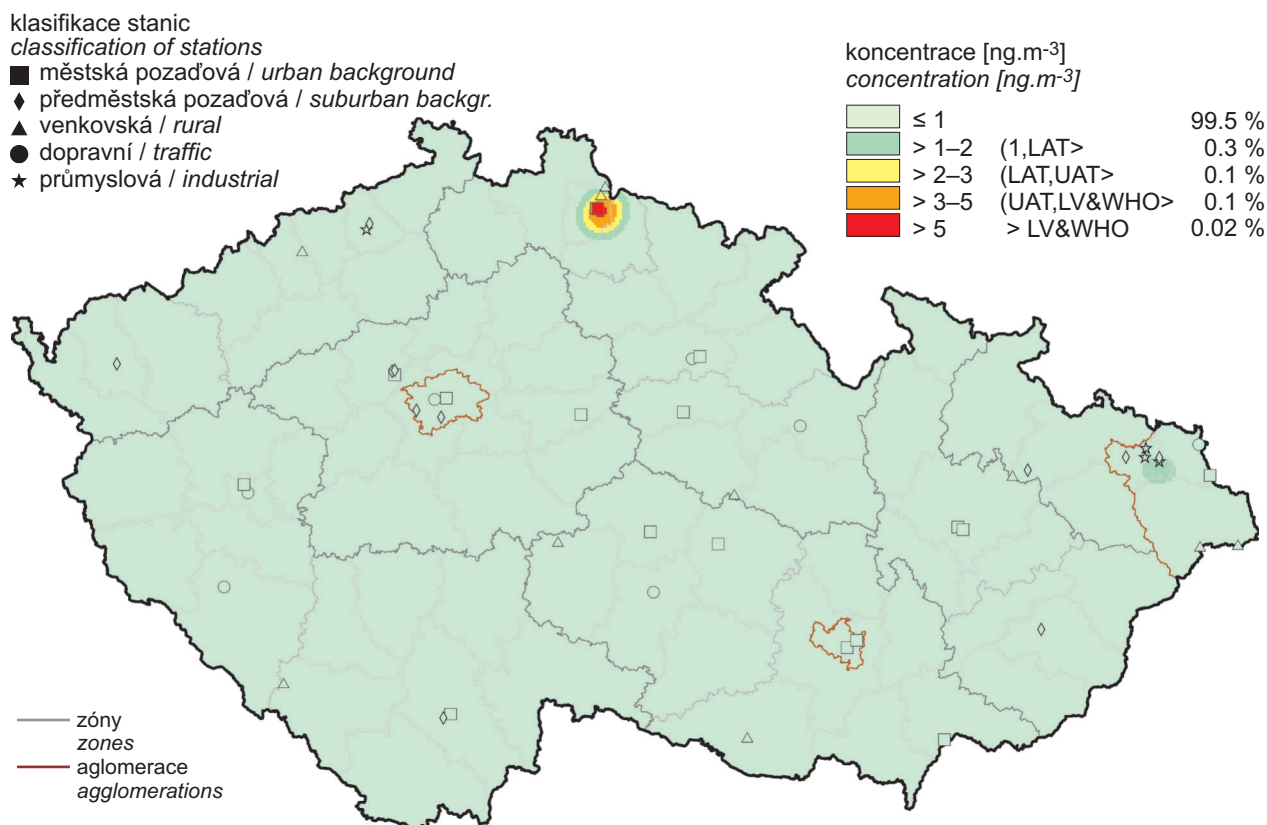 klasifikace stanic
classification of stations
městská pozaďová / urban background
předměstská pozaďová / suburban backgr.
venkovská / rural
dopravní / traffic
průmyslová / industrial
koncentrace [ng.m-3]
concentration [ng.m-3]
≤ 1 99.5 %
> 1–2 (1,LAT> 0.3 %
> 2–3 (LAT,UAT> 0.1 %
> 3–5 (UAT,LV&WHO> 0.1 %
> 5 > LV&WHO 0.02 %
zóny
zones
aglomerace
agglomerations